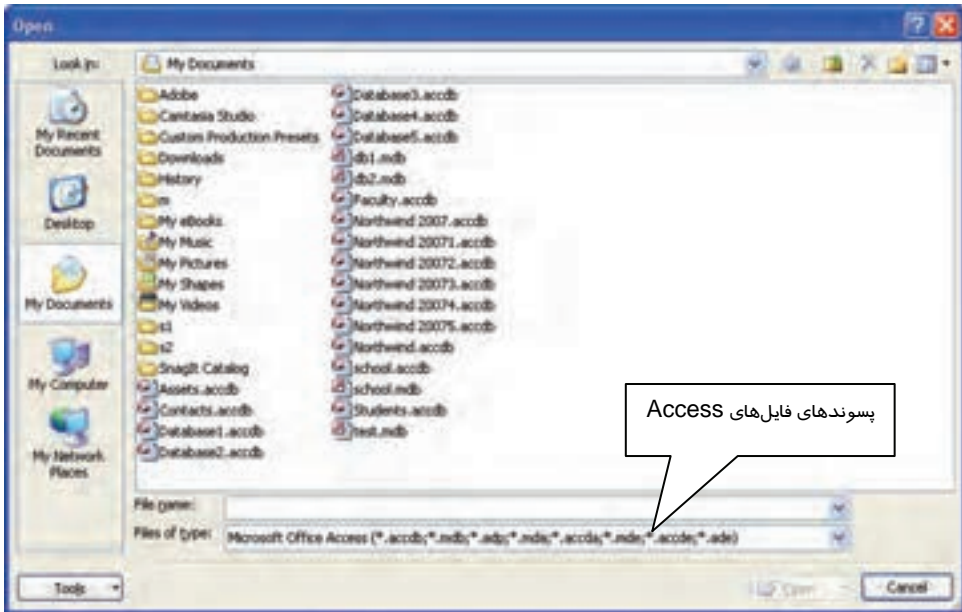 Open
Look in:
My Documents
My Recent
Documents
Desktop
My Documents
My Computer
My Network
Places
Adobe
Camtasia Studio
Custom Production Presets
Downloads
History
m
My eBooks
My Music
My Pictures
My Shapes
My Videos
s1
s2
SnagIt Catalog
Assets.accdb
Contacts.accdb
Database1.accdb
Database2.accdb
Database3.accdb
Database4.accdb
Database5.accdb
db1.mdb
db2.mdb
Faculty.accdb
Northwind 2007.accdb
Northwind 20071.accdb
Northwind 20072.accdb
Northwind 20073.accdb
Northwind 20074.accdb
Northwind 20075.accdb
Northwind.accdb
school.accdb
school.mdb
Students.accdb
test.mdb
پسوندهای فایل‌های Access
File name:
Files of type:
Microsoft Office Access (*.accdb;*.mdb;*.adp;*.mda;*.accda;*.mde;*.accde;*.ade)
Tools
Open
Cancel